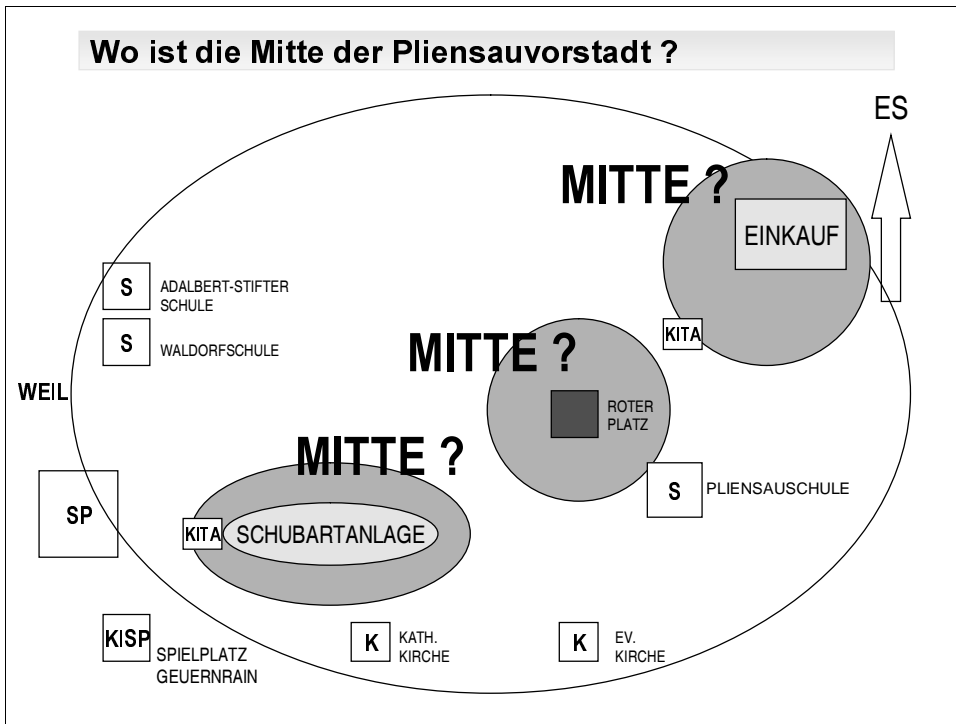 Wo ist die Mitte der Pliensauvorstadt ?
ES
MITTE ?
EINKAUF
S
ADALBERT-STIFTER
SCHULE
S
WALDORFSCHULE
KITA
MITTE ?
WEIL
ROTER
PLATZ
MITTE ?
S
PLIENSAUSCHULE
SP
KITA
SCHUBARTANLAGE
KISP
SPIELPLATZ
GEUERNRAIN
K
KATH.
KIRCHE
K
EV.
KIRCHE